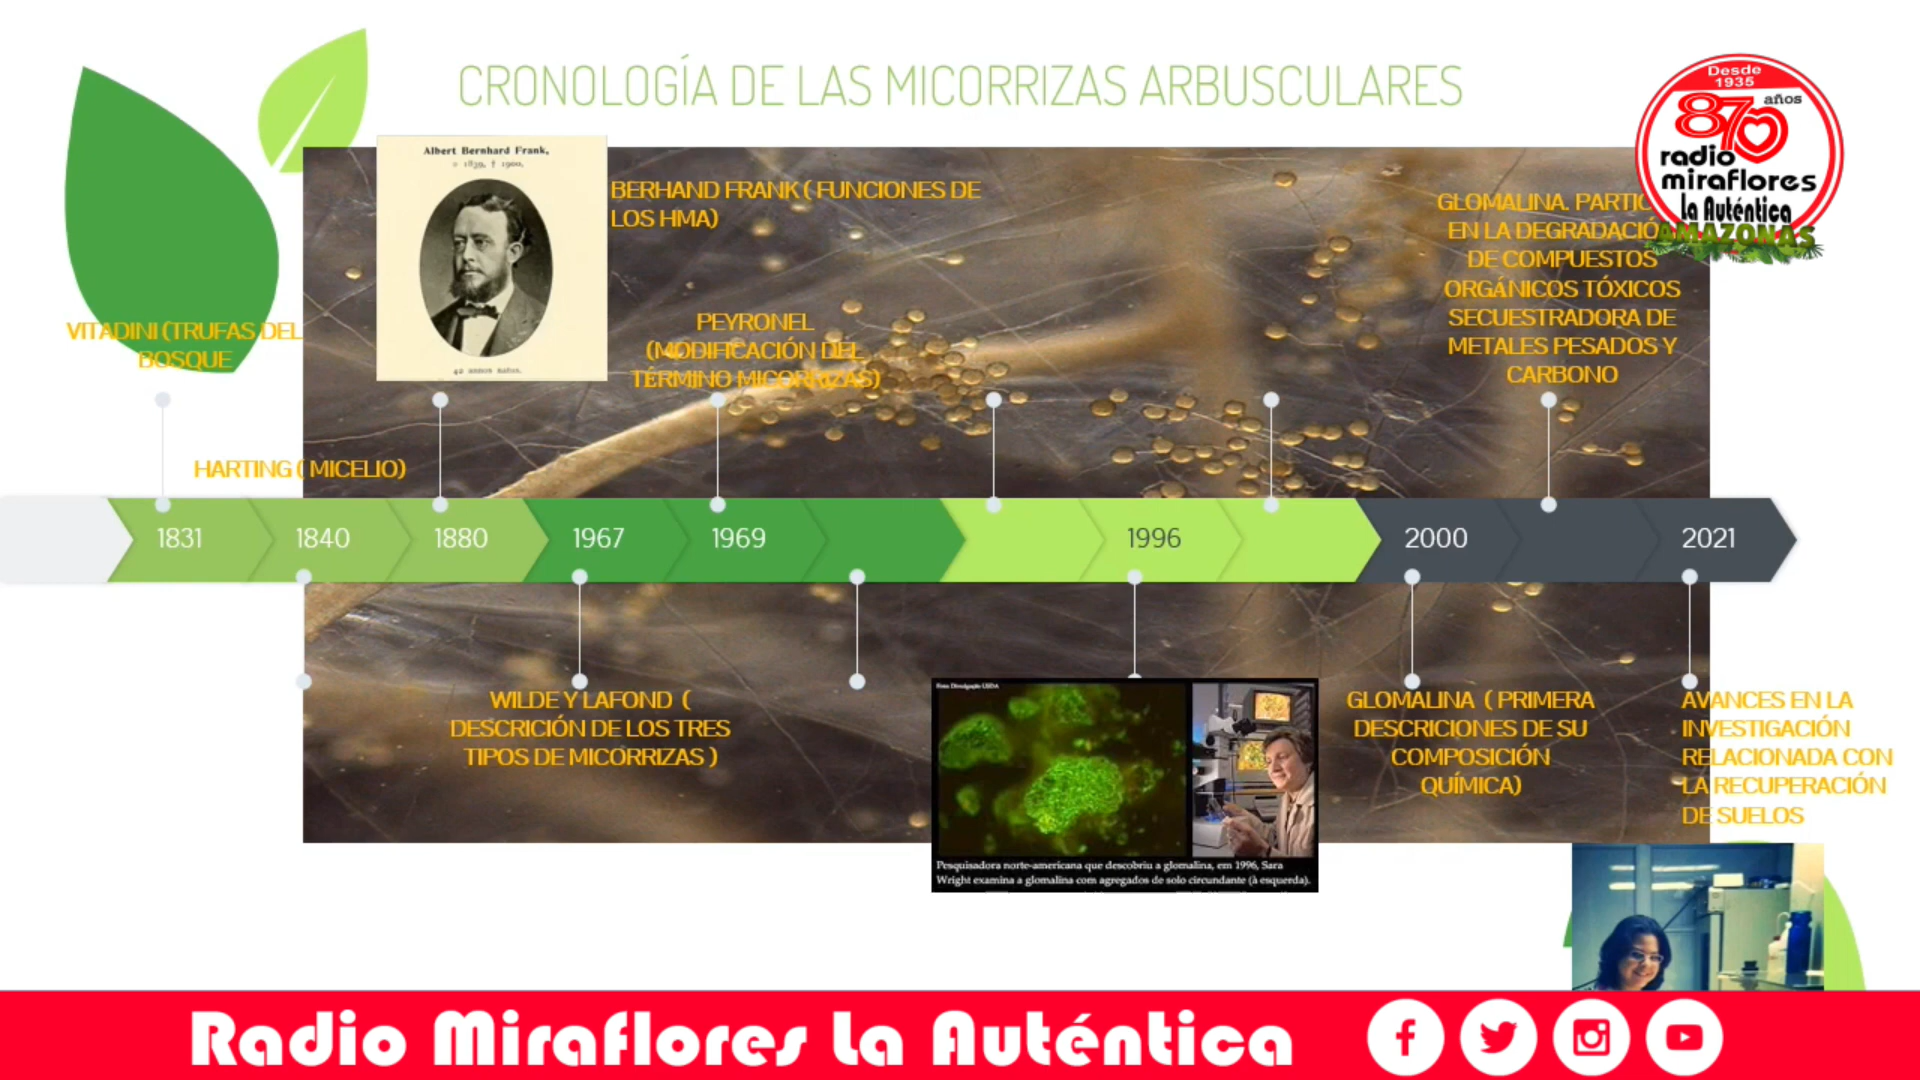 CRONOLOGÍA DE LAS MICORRIZAS ARBUSCULARES
Desde
1935
87 años
radio
miraflores
la Auténtica
AMAZONAS
Albert Bernhard Frank,
1839, † 1900,
BERHAND FRANK ( FUNCIONES DE
LOS HMA)
GLOMALINA. PARTIC
EN LA DEGRADACIÓ
DE COMPUESTOS
ORGÁNICOS TÓXICOS
SECUESTRADORA DE
METALES PESADOS Y
CARBONO
VITADINI (TRUFAS DEL
BOSQUE
PEYRONEL
(MODIFICACIÓN DEL
TÉRMINO MICORRIZAS)
HARTING ( MICELIO)
1831
1840
1880
1967
1969
1996
2000
2021
WILDE Y LAFOND (
DESCRICIÓN DE LOS TRES
TIPOS DE MICORRIZAS )
Foto: Divulgação USDA
Pesquisadora norte-americana que descobriu a glomalina, em 1996, Sara
Wright examina a glomalina com agregados de solo circundante (à esquerda).
GLOMALINA ( PRIMERA
DESCRICIONES DE SU
COMPOSICIÓN
QUÍMICA)
AVANCES EN LA
INVESTIGACIÓN
RELACIONADA CON
LA RECUPERACIÓN
DE SUELOS
Radio Miraflores La Auténtica